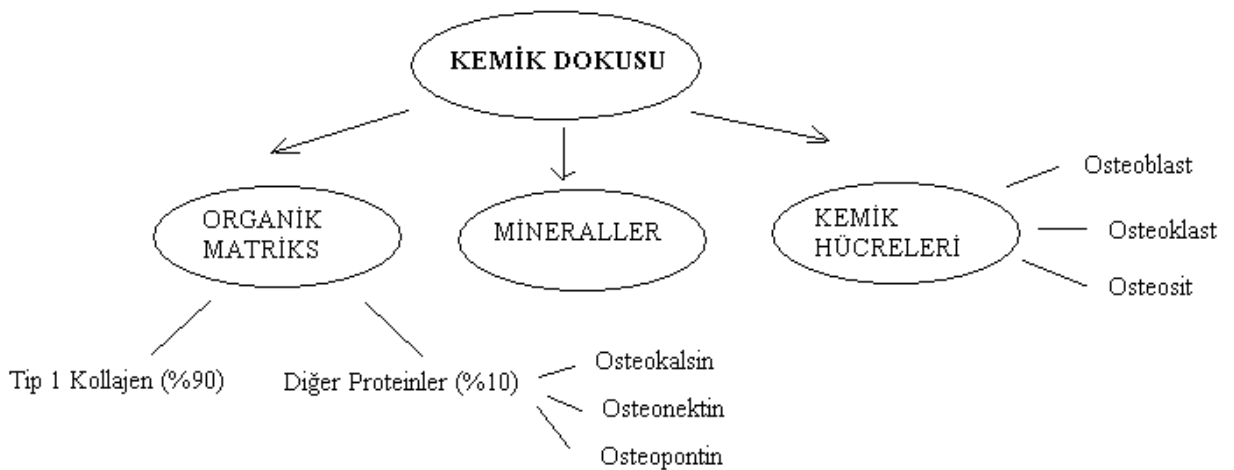 KEMİK DOKUSU
ORGANİK
MATRİKS
MİNERALLER
KEMİK
HÜCRELERİ
Osteoblast
Osteoklast
Osteosit
Tip 1 Kollajen (%90)
Diğer Proteinler (%10)
Osteokalsin
Osteonektin
Osteopontin